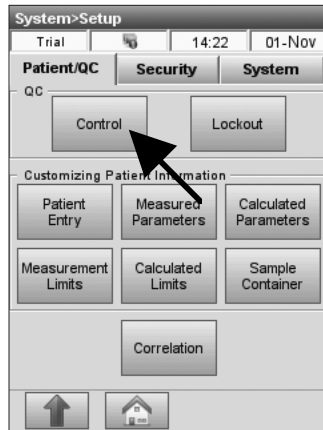 System>Setup
Trial 14:22 01-Nov
Patient/QC Security System
QC
Control Lockout
Customizing Patient Information
Patient Entry Measured Parameters Calculated Parameters
Measurement Limits Calculated Limits Sample Container
Correlation